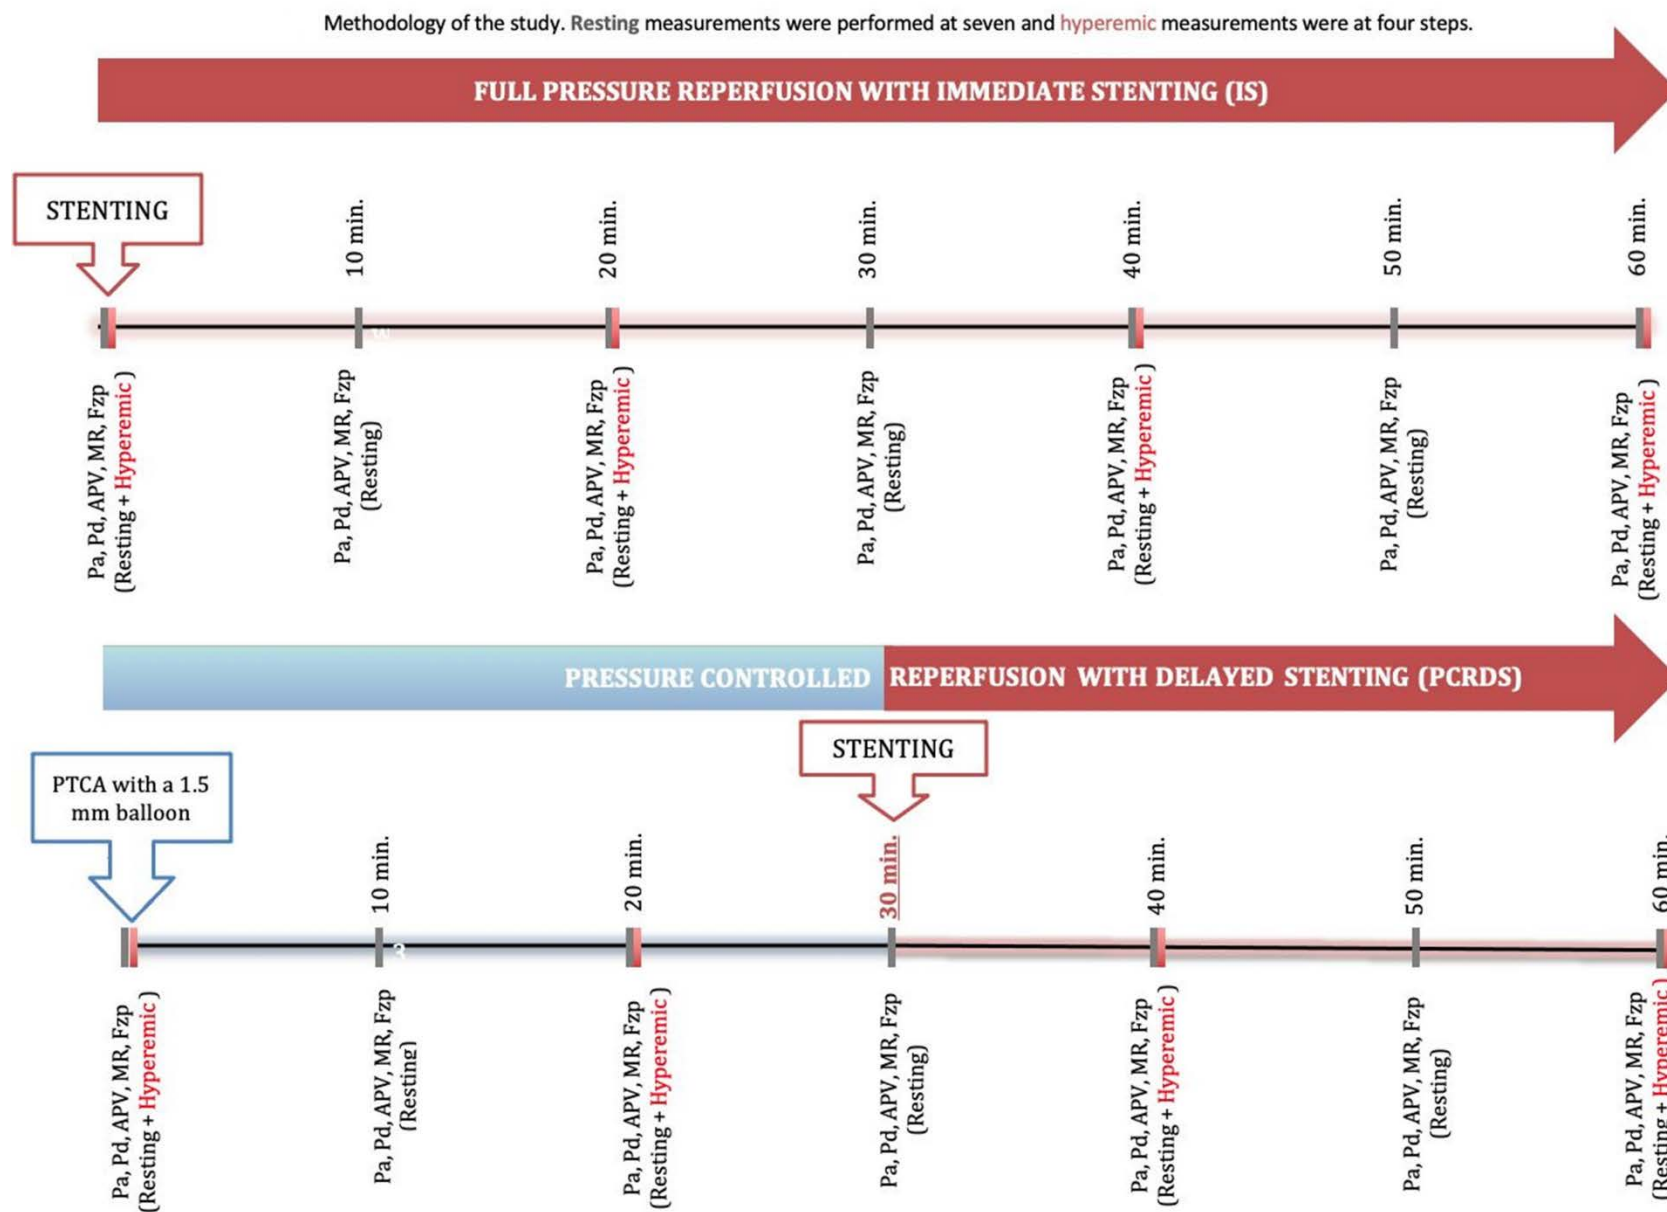 Methodology of the study. Resting measurements were performed at seven and hyperemic measurements were at four steps.
FULL PRESSURE REPERFUSION WITH IMMEDIATE STENTING (IS)
STENTING
10 min.
20 min.
30 min.
40 min.
50 min.
60 min.
Pa, Pd, APV, MR, Fzp
(Resting + Hyperemic )
Pa, Pd, APV, MR, Fzp
(Resting)
Pa, Pd, APV, MR, Fzp
(Resting + Hyperemic )
Pa, Pd, APV, MR, Fzp
(Resting)
Pa, Pd, APV, MR, Fzp
(Resting + Hyperemic )
Pa, Pd, APV, MR, Fzp
(Resting)
Pa, Pd, APV, MR, Fzp
(Resting + Hyperemic )
PRESSURE CONTROLLED REPERFUSION WITH DELAYED STENTING (PCRDS)
STENTING
PTCA with a 1.5
mm balloon
10 min.
20 min.
30 min.
40 min.
50 min.
60 min.
Pa, Pd, APV, MR, Fzp
(Resting + Hyperemic )
Pa, Pd, APV, MR, Fzp
(Resting)
Pa, Pd, APV, MR, Fzp
(Resting + Hyperemic )
Pa, Pd, APV, MR, Fzp
(Resting)
Pa, Pd, APV, MR, Fzp
(Resting + Hyperemic )
Pa, Pd, APV, MR, Fzp
(Resting)
Pa, Pd, APV, MR, Fzp
(Resting + Hyperemic )